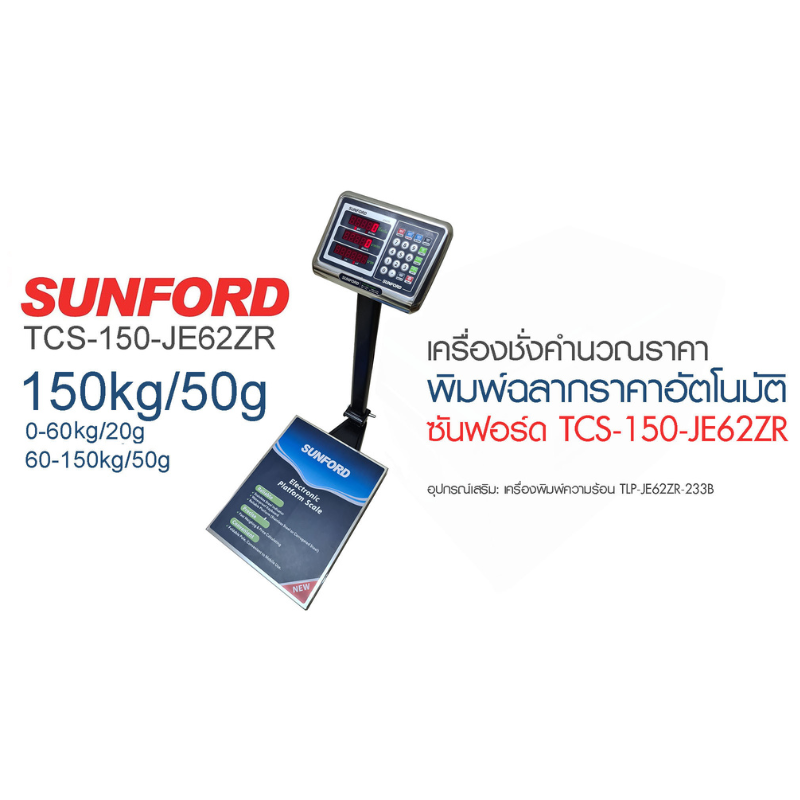 SUNFORD
TCS-150-JE62ZR
150kg/50g
0-60kg/20g
60-150kg/50g
SUNFORD
SUNFORD
SUNFORD
Electronic
Platform Scale
NEW
เครื่องชั่งคำนวณราคา
พิมพ์ฉลากราคาอัตโนมัติ
ซันฟอร์ด TCS-150-JE62ZR
อุปกรณ์เสริม: เครื่องพิมพ์ความร้อน TLP-JE62ZR-233B